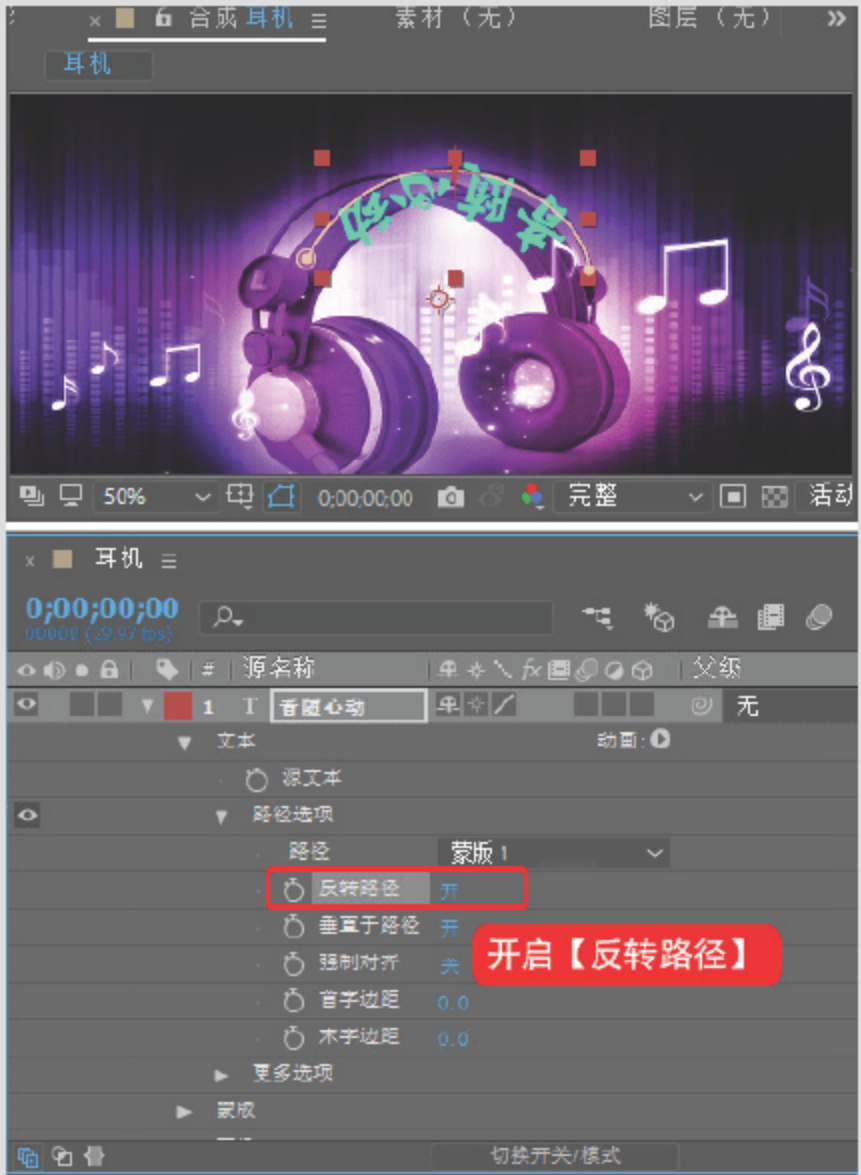 合成 耳机 素材（无） 图层（无）
耳机
音随心动
50% 0;00;00;00 完整 活动
耳机
0;00;00;00
00000 (29.97 fps)
# 源名称 父级
1 T 音随心动 无
文本 动画:
源文本
路径选项
路径 蒙版 1
反转路径 开
垂直于路径 开
开启【反转路径】
强制对齐 关
首字边距 0.0
末字边距 0.0
更多选项
蒙版
切换开关/模式